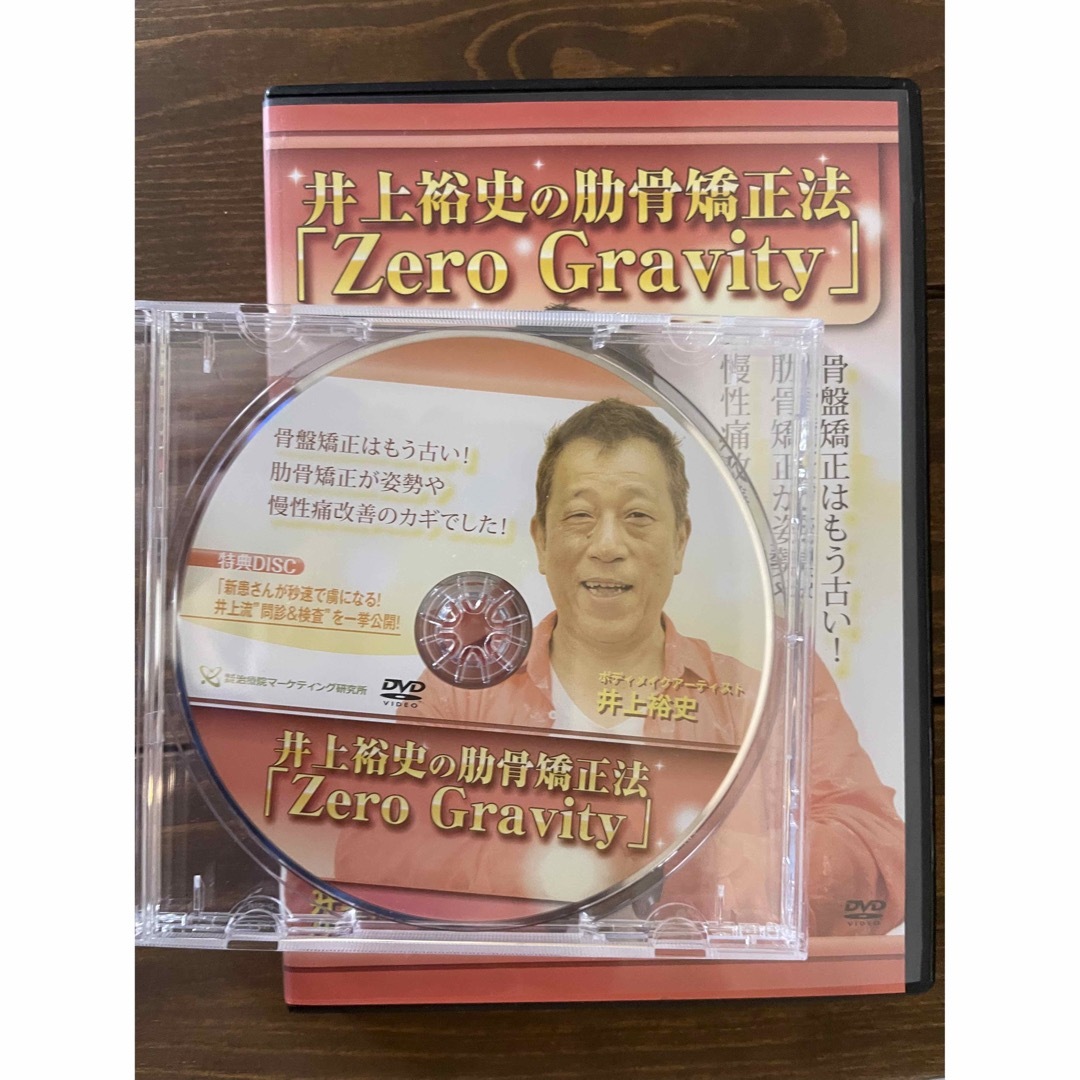 井上裕史の肋骨矯正法
「Zero Gravity」
骨盤矯正はもう古い!
肋骨矯正が姿勢や
慢性痛改
骨盤矯正はもう古い!
肋骨矯正が姿勢や
慢性痛改善のカギでした!
特典DISC
「新患さんが秒速で虜になる!
井上流"問診&検査"を一挙公開!
株式会社治療院マーケティング研究所
DVD
VIDEO
ボディメイクアーティスト
井上裕史
井上裕史の肋骨矯正法
「Zero Gravity」
DVD
VIDEO